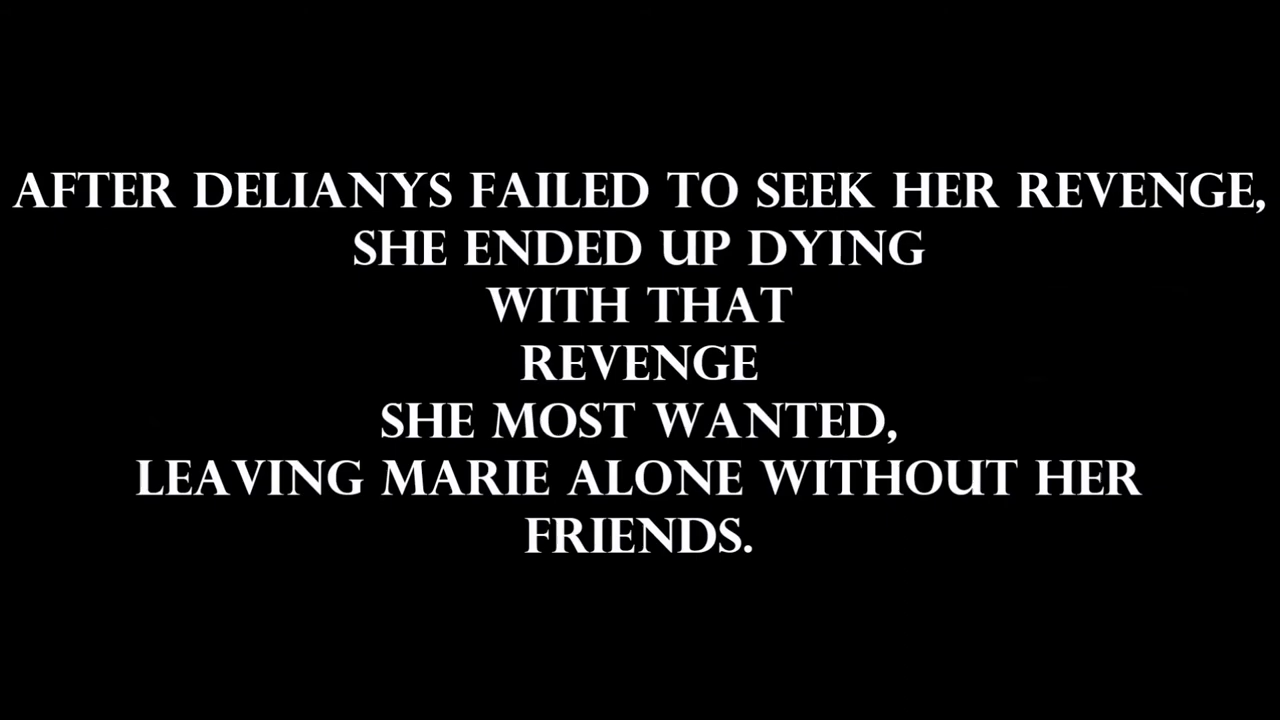 AFTER DELIANYS FAILED TO SEEK HER REVENGE,
SHE ENDED UP DYING
WITH THAT
REVENGE
SHE MOST WANTED,
LEAVING MARIE ALONE WITHOUT HER
FRIENDS.